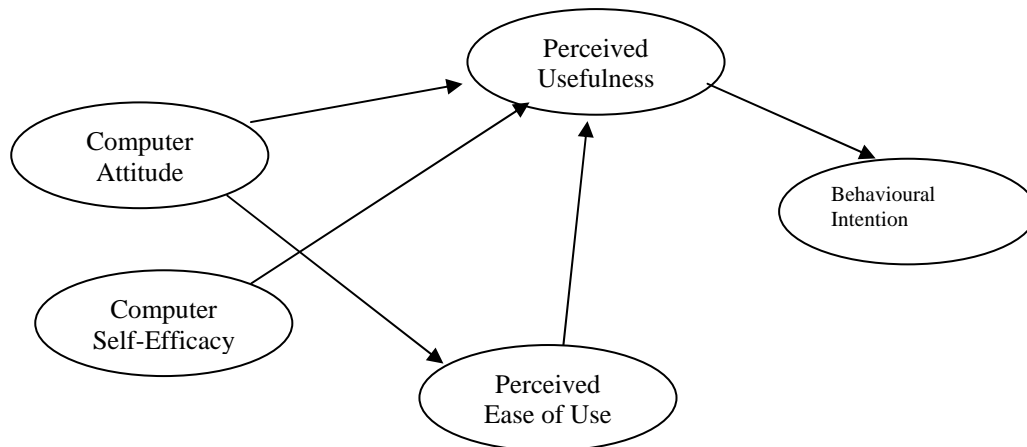 Perceived
Usefulness
Computer
Attitude
Behavioural
Intention
Computer
Self-Efficacy
Perceived
Ease of Use